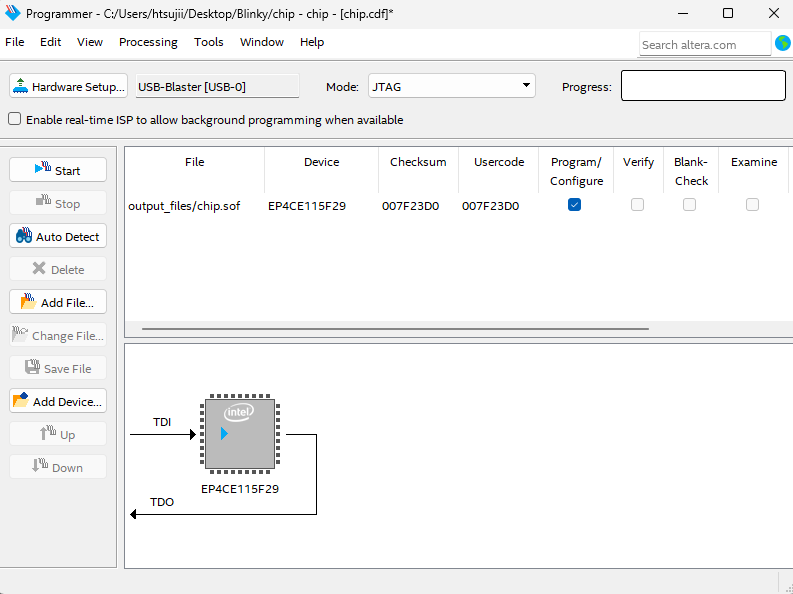 Programmer - C:/Users/htsujii/Desktop/Blinky/chip - chip - [chip.cdf]*
File Edit View Processing Tools Window Help
Search altera.com
Hardware Setup... USB-Blaster [USB-0] Mode: JTAG Progress:
Enable real-time ISP to allow background programming when available
Start
Stop
Auto Detect
Delete
Add File...
Change File...
Save File
Add Device...
Up
Down
File Device Checksum Usercode Program/ Verify Blank- Examine
Configure Check
output_files/chip.sof EP4CE115F29 007F23D0 007F23D0
intel
TDI
EP4CE115F29
TDO